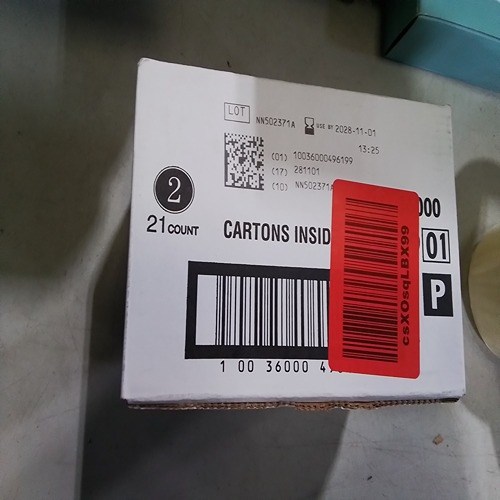 LOT
NN502371A
USE BY 2028-11-01
13:25
(01) 10036000496199
(17) 281101
(10) NN502371A
2
21 COUNT
CARTONS INSID
000
01
P
csXOsqLBX99
1 00 36000 4